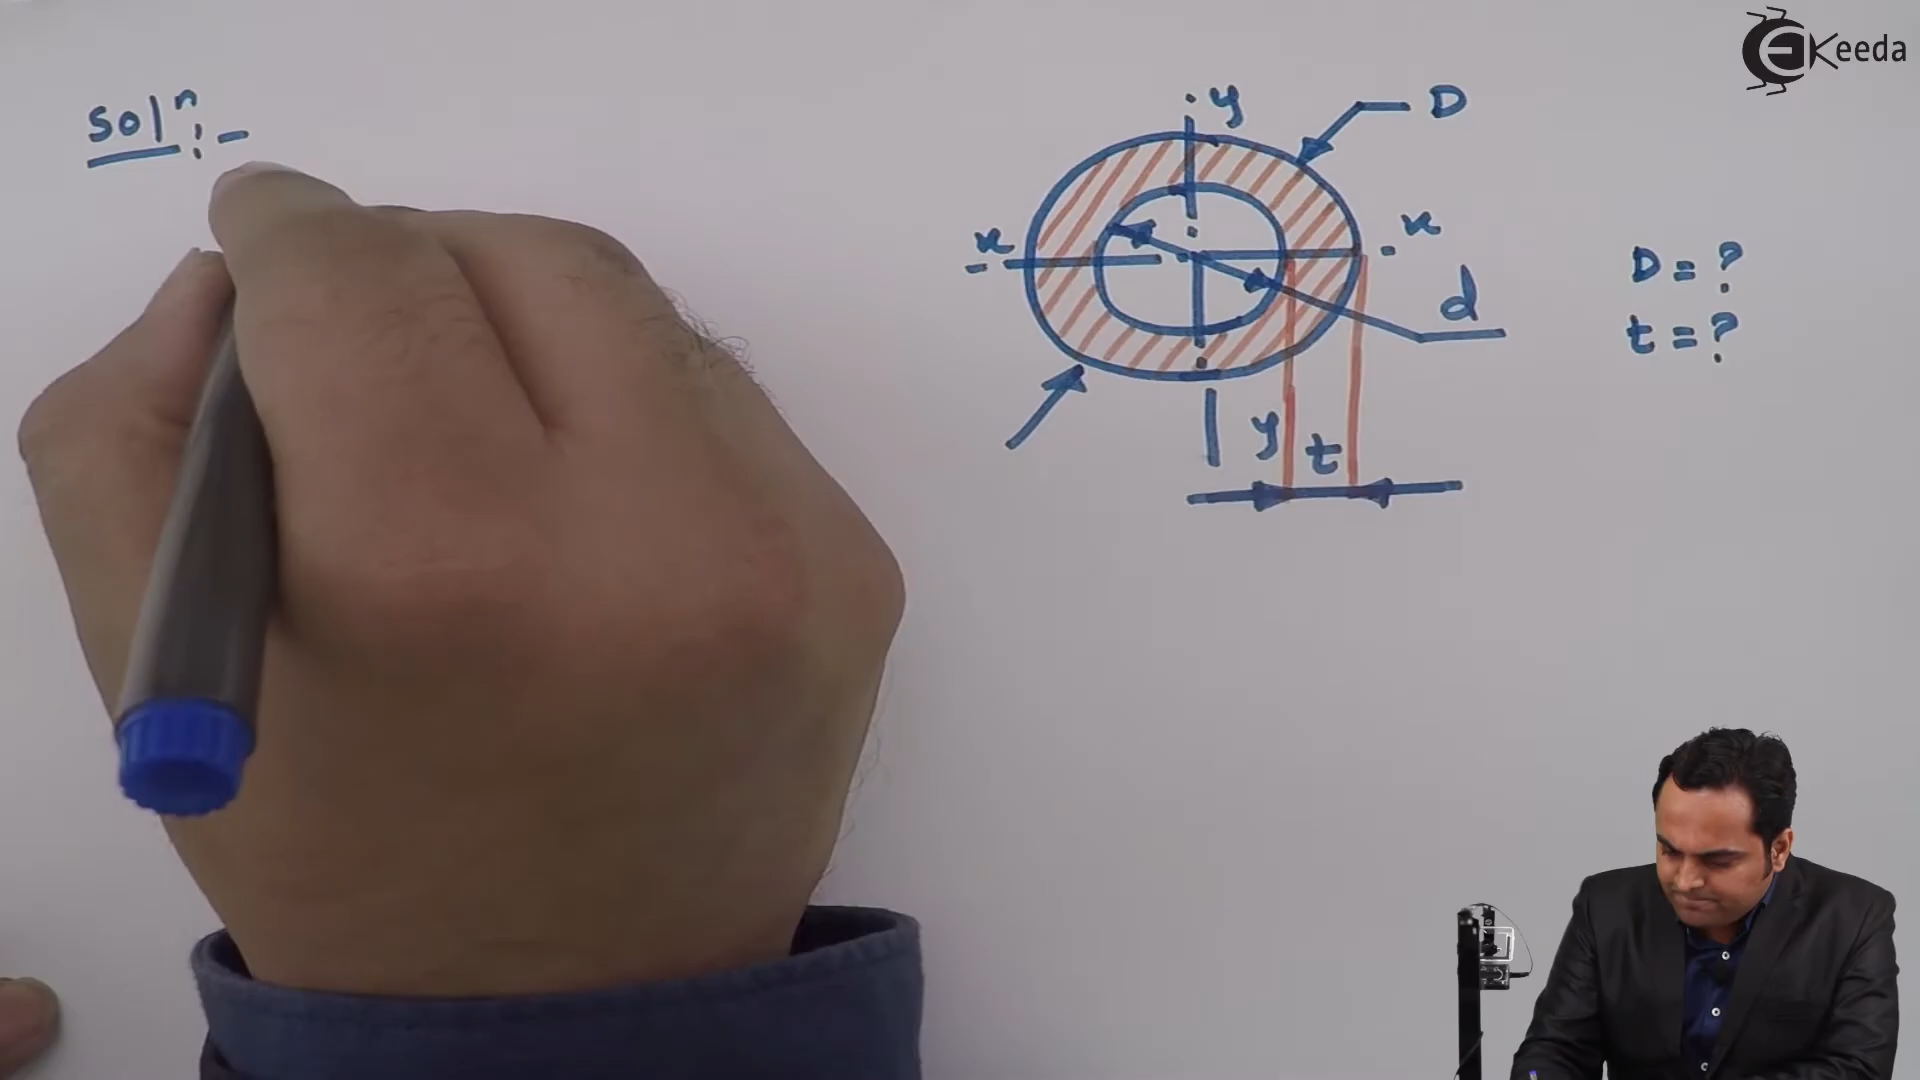 Keeda
Solⁿ:-
y
D
x
x
d
D = ?
t = ?
y
t